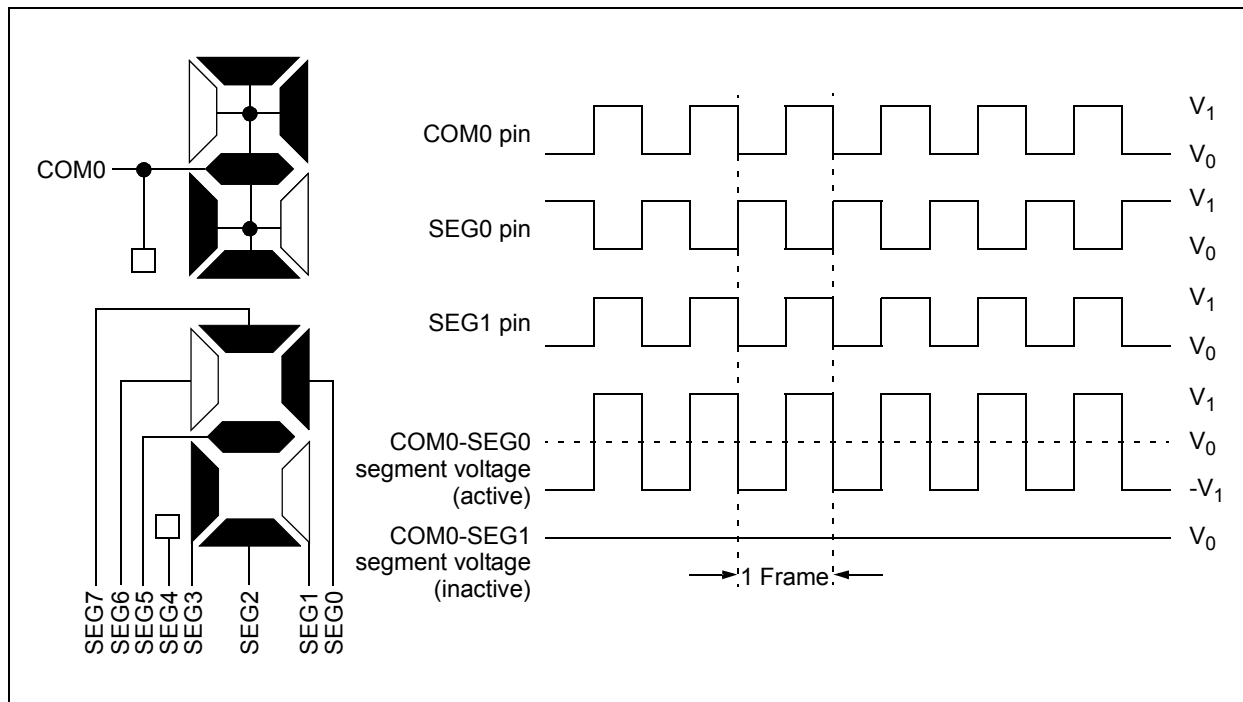 COM0
SEG7
SEG6
SEG5
SEG4
SEG3
SEG2
SEG1
SEG0
COM0 pin
V1
V0
SEG0 pin
V1
V0
SEG1 pin
V1
V0
COM0-SEG0
segment voltage
(active)
V1
V0
-V1
COM0-SEG1
segment voltage
(inactive)
V0
1 Frame